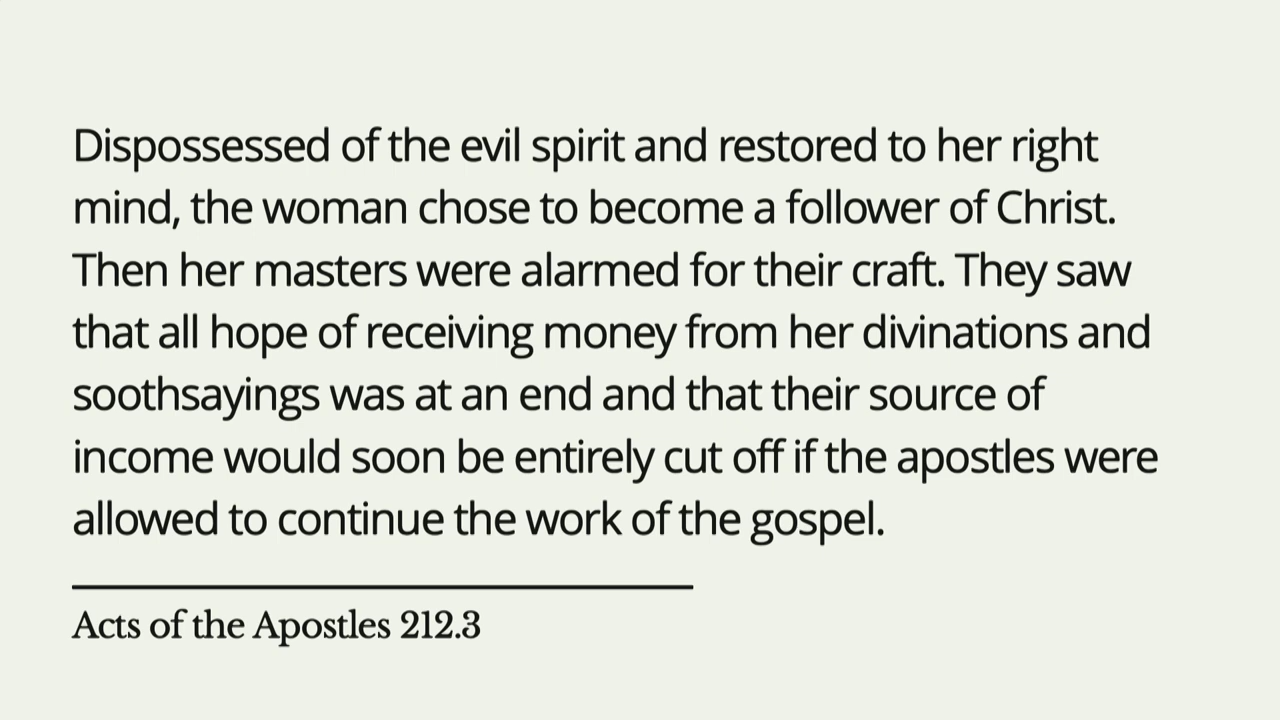 Dispossessed of the evil spirit and restored to her right
mind, the woman chose to become a follower of Christ.
Then her masters were alarmed for their craft. They saw
that all hope of receiving money from her divinations and
soothsayings was at an end and that their source of
income would soon be entirely cut off if the apostles were
allowed to continue the work of the gospel.
Acts of the Apostles 212.3